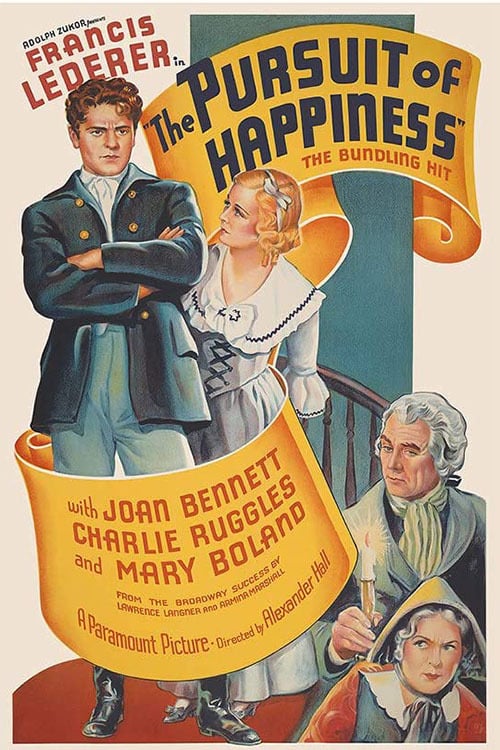 ADOLPH ZUKOR PRESENTS
FRANCIS
LEDERER in
"The PURSUIT OF
HAPPINESS"
THE BUNDLING HIT
with JOAN BENNETT
CHARLIE RUGGLES
and MARY BOLAND
FROM THE BROADWAY SUCCESS BY
LAWRENCE LANGNER AND ARMINA MARSHALL
A Paramount Picture · Directed by Alexander Hall